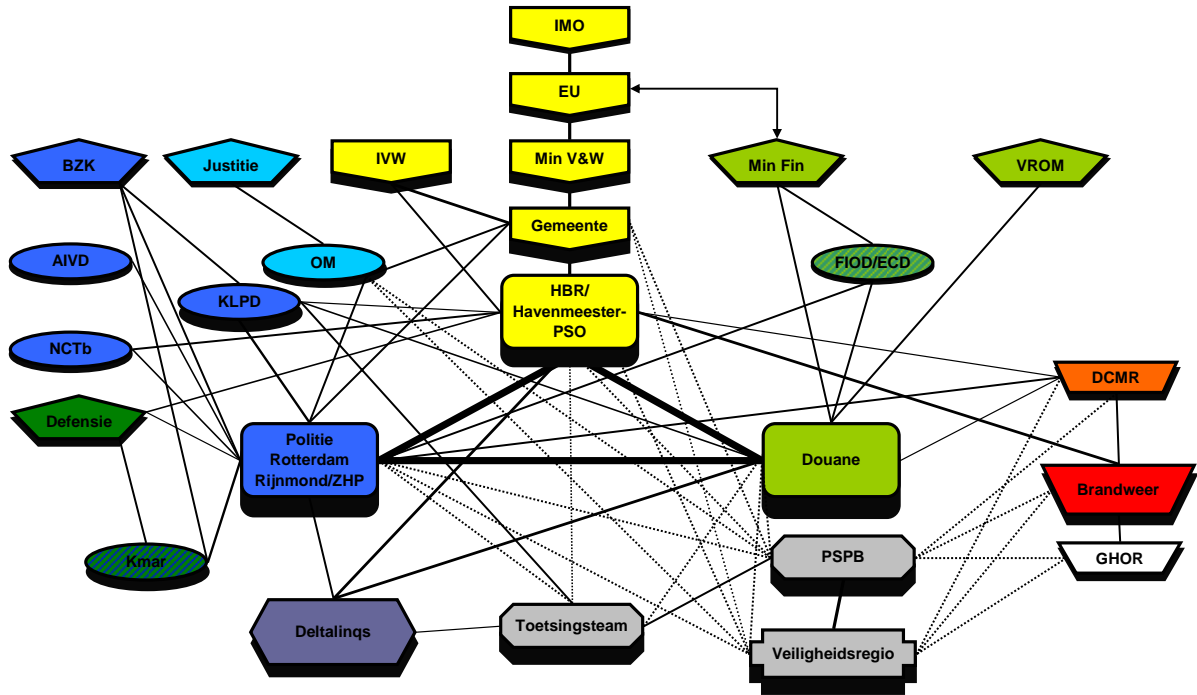 IMO
EU
BZK
Justitie
IVW
Min V&W
Min Fin
VROM
Gemeente
AIVD
OM
FIOD/ECD
KLPD
HBR/
Havenmeester-
PSO
NCTb
DCMR
Defensie
Politie
Rotterdam
Rijnmond/ZHP
Douane
Brandweer
Kmar
PSPB
GHOR
Deltalinqs
Toetsingsteam
Veiligheidsregio